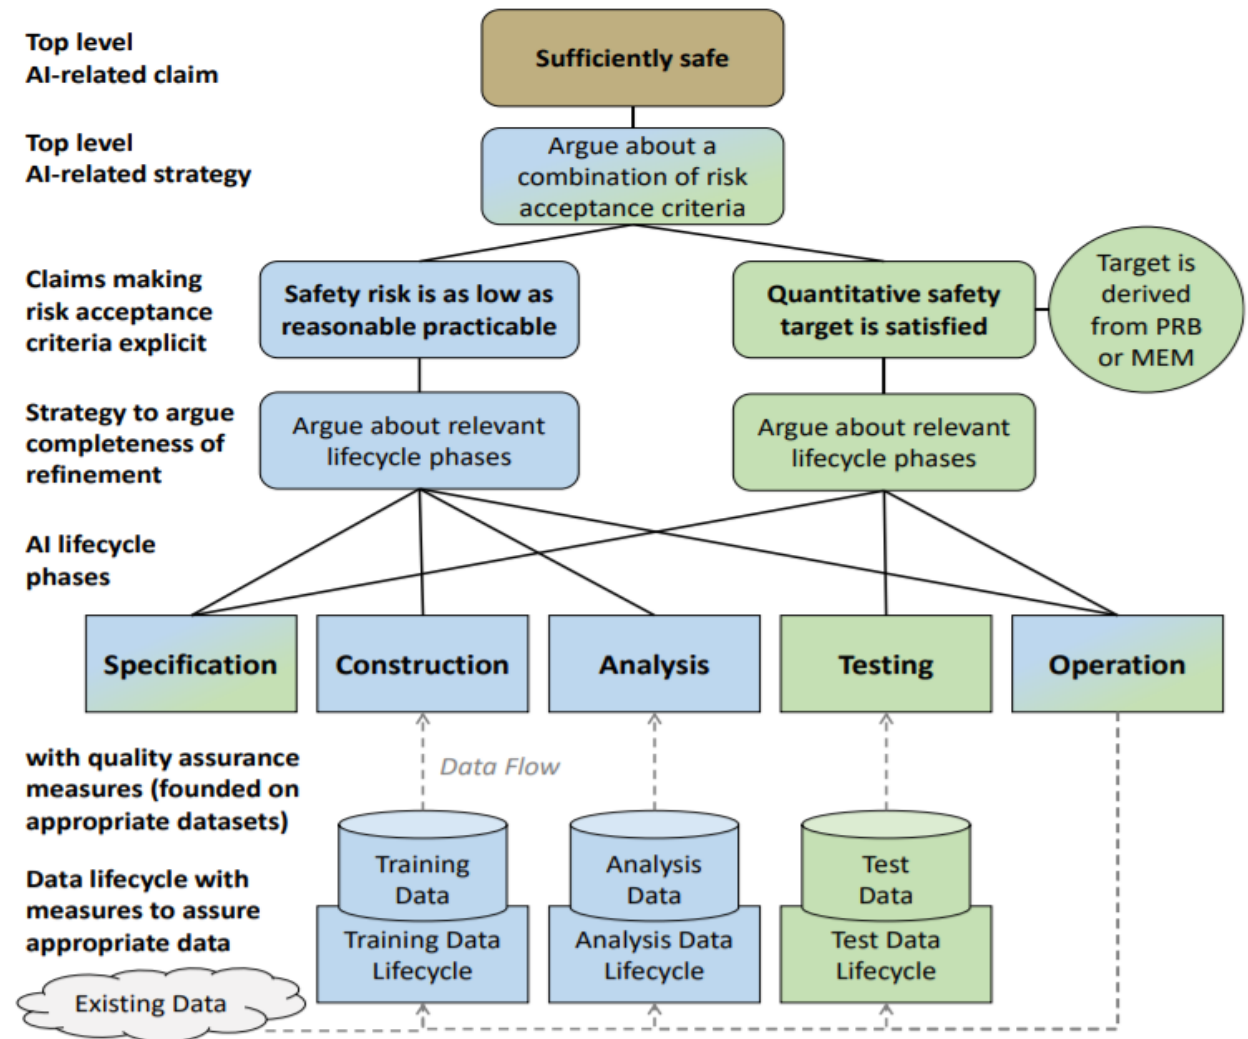 Top level
AI-related claim
Sufficiently safe
Top level
AI-related strategy
Argue about a
combination of risk
acceptance criteria
Claims making
risk acceptance
criteria explicit
Safety risk is as low as
reasonable practicable
Quantitative safety
target is satisfied
Target is
derived
from PRB
or MEM
Strategy to argue
completeness of
refinement
Argue about relevant
lifecycle phases
Argue about relevant
lifecycle phases
AI lifecycle
phases
Specification
Construction
Analysis
Testing
Operation
with quality assurance
measures (founded on
appropriate datasets)
Data Flow
Data lifecycle with
measures to assure
appropriate data
Training
Data
Analysis
Data
Test
Data
Training Data
Lifecycle
Analysis Data
Lifecycle
Test Data
Lifecycle
Existing Data